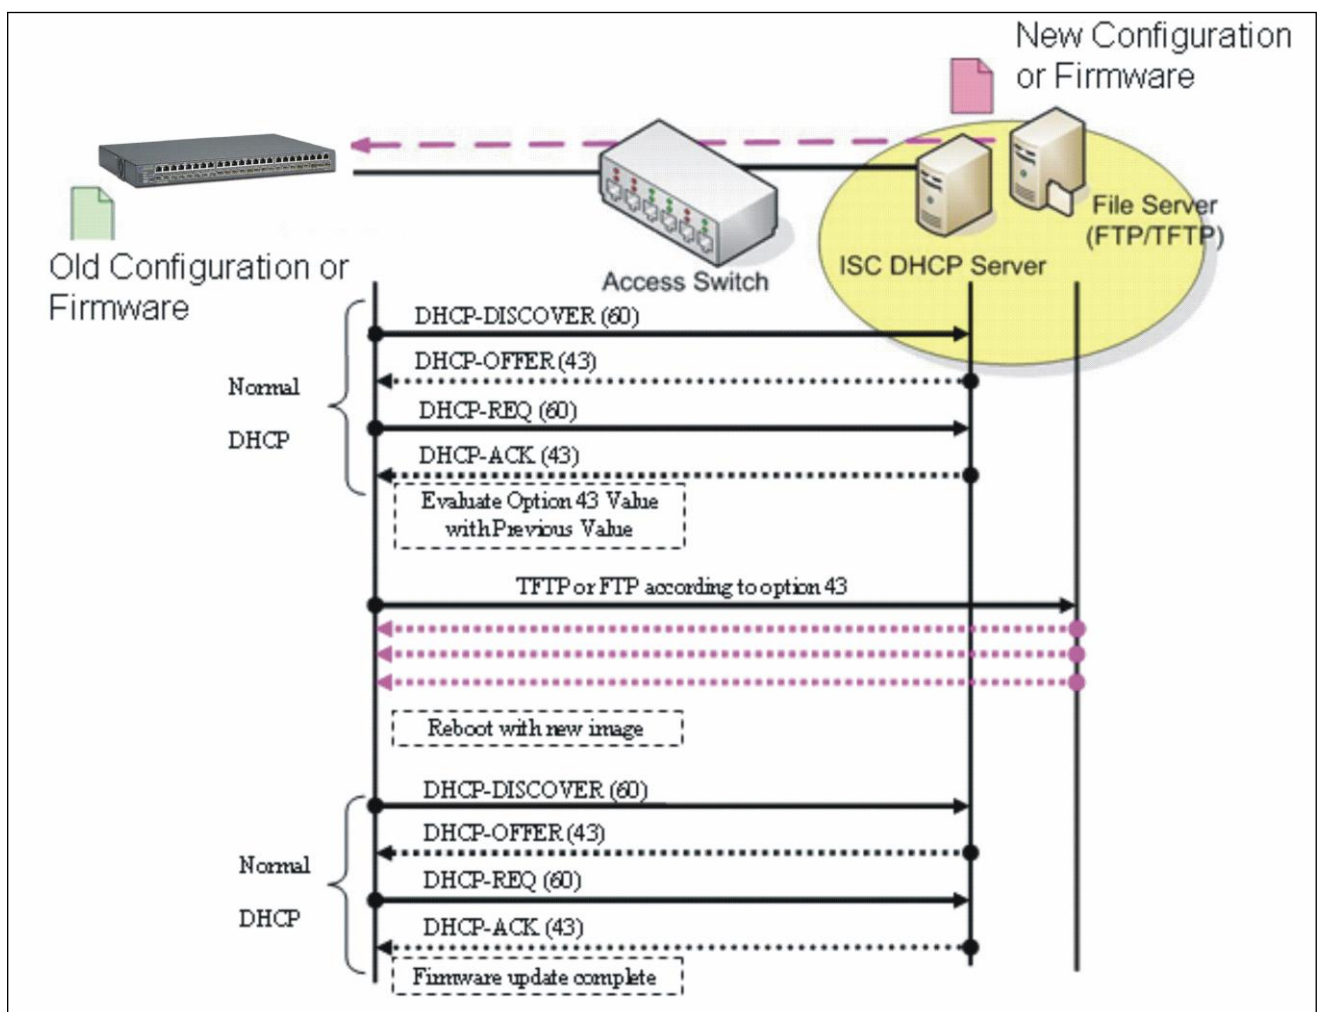 New Configuration
or Firmware
File Server
(FTP/TFTP)
ISC DHCP Server
Access Switch
Old Configuration or
Firmware
DHCP-DISCOVER (60)
DHCP-OFFER (43)
Normal
DHCP-REQ (60)
DHCP
DHCP-ACK (43)
Evaluate Option 43 Value
with Previous Value
TFTP or FTP according to option 43
Reboot with new image
DHCP-DISCOVER (60)
DHCP-OFFER (43)
Normal
DHCP-REQ (60)
DHCP
DHCP-ACK (43)
Firmware update complete